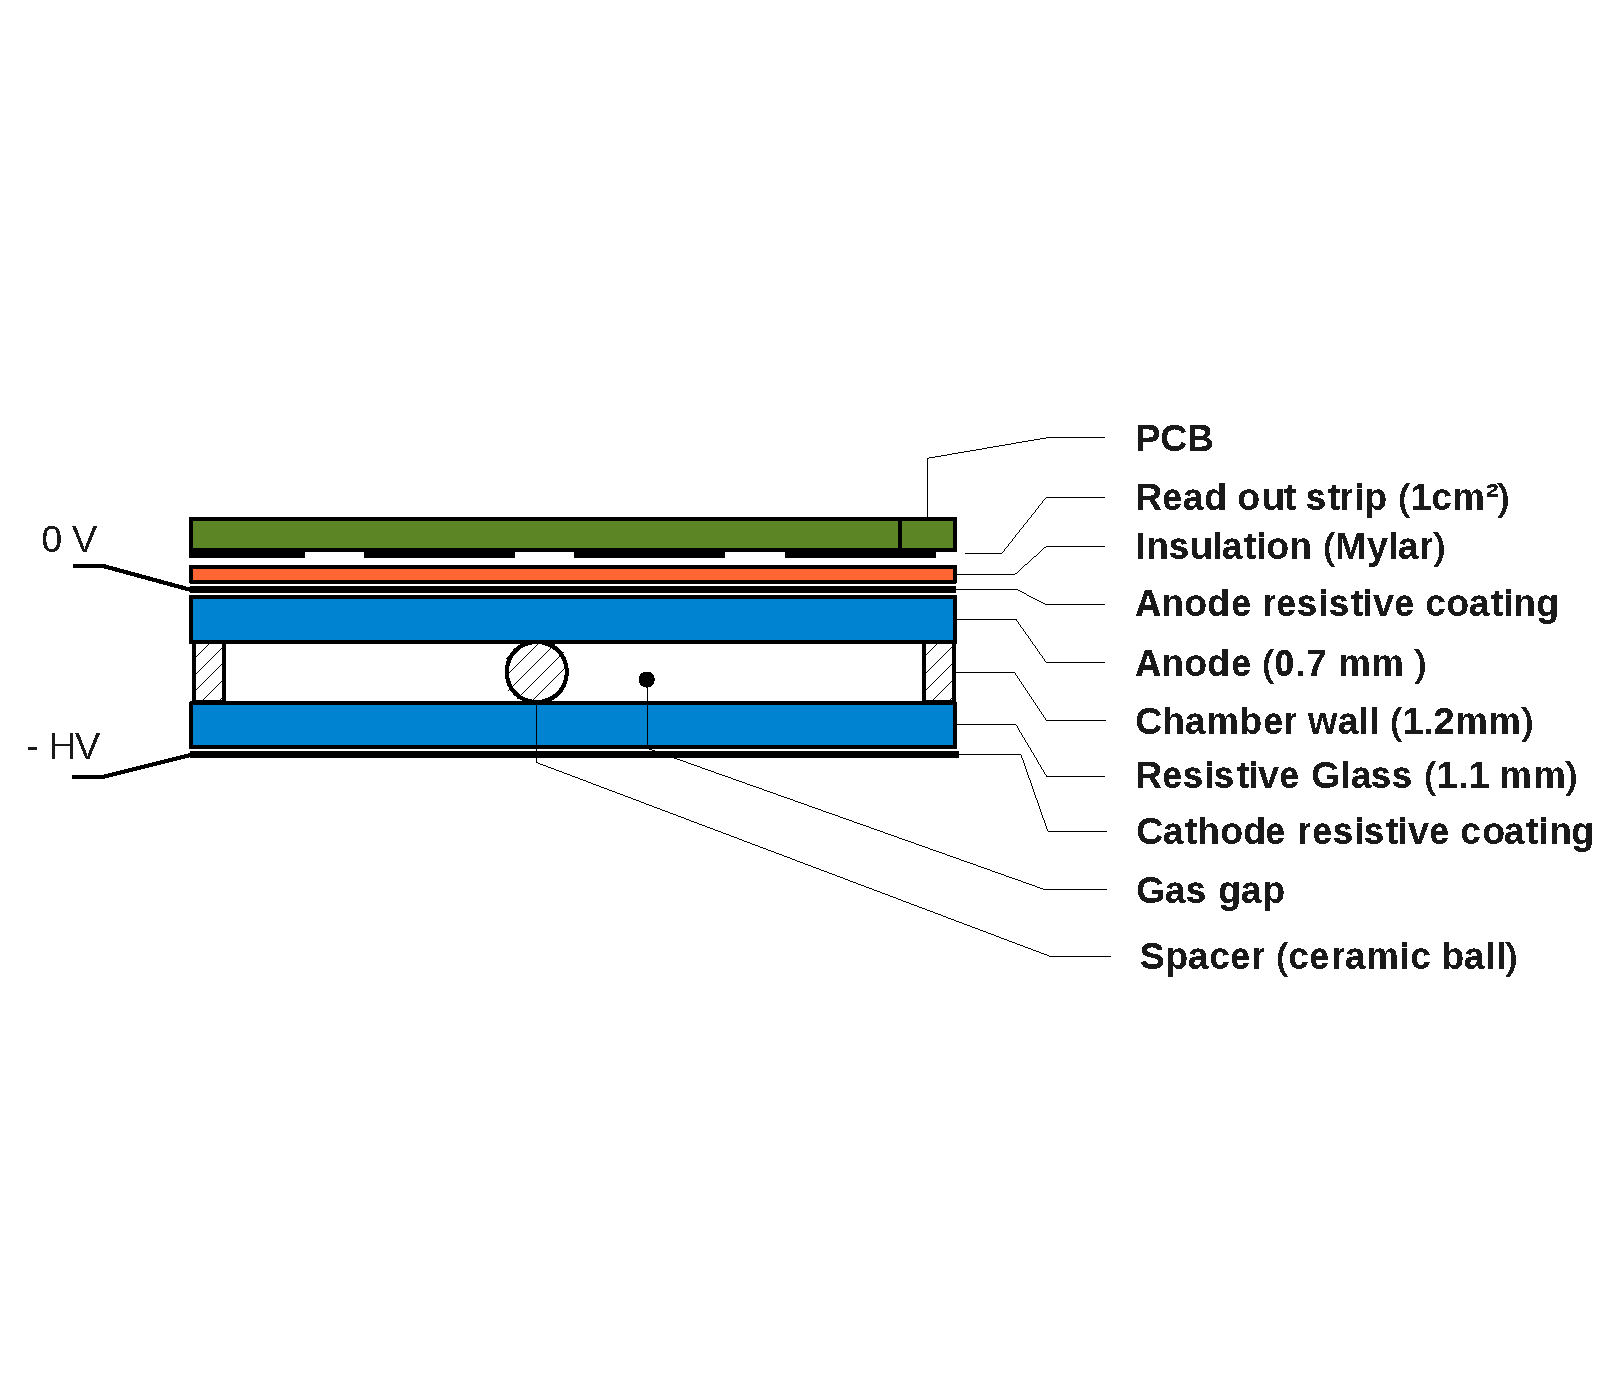 PCB
Read out strip (1cm²)
0 V
Insulation (Mylar)
Anode resistive coating
Anode (0.7 mm )
Chamber wall (1.2mm)
- HV
Resistive Glass (1.1 mm)
Cathode resistive coating
Gas gap
Spacer (ceramic ball)